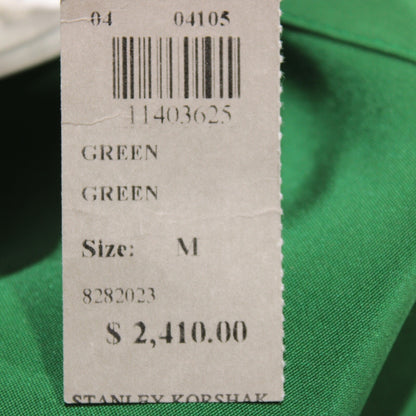 04 04105
11403625
GREEN
GREEN
Size: M
8282023
$ 2,410.00
STANLEY KORSHAK